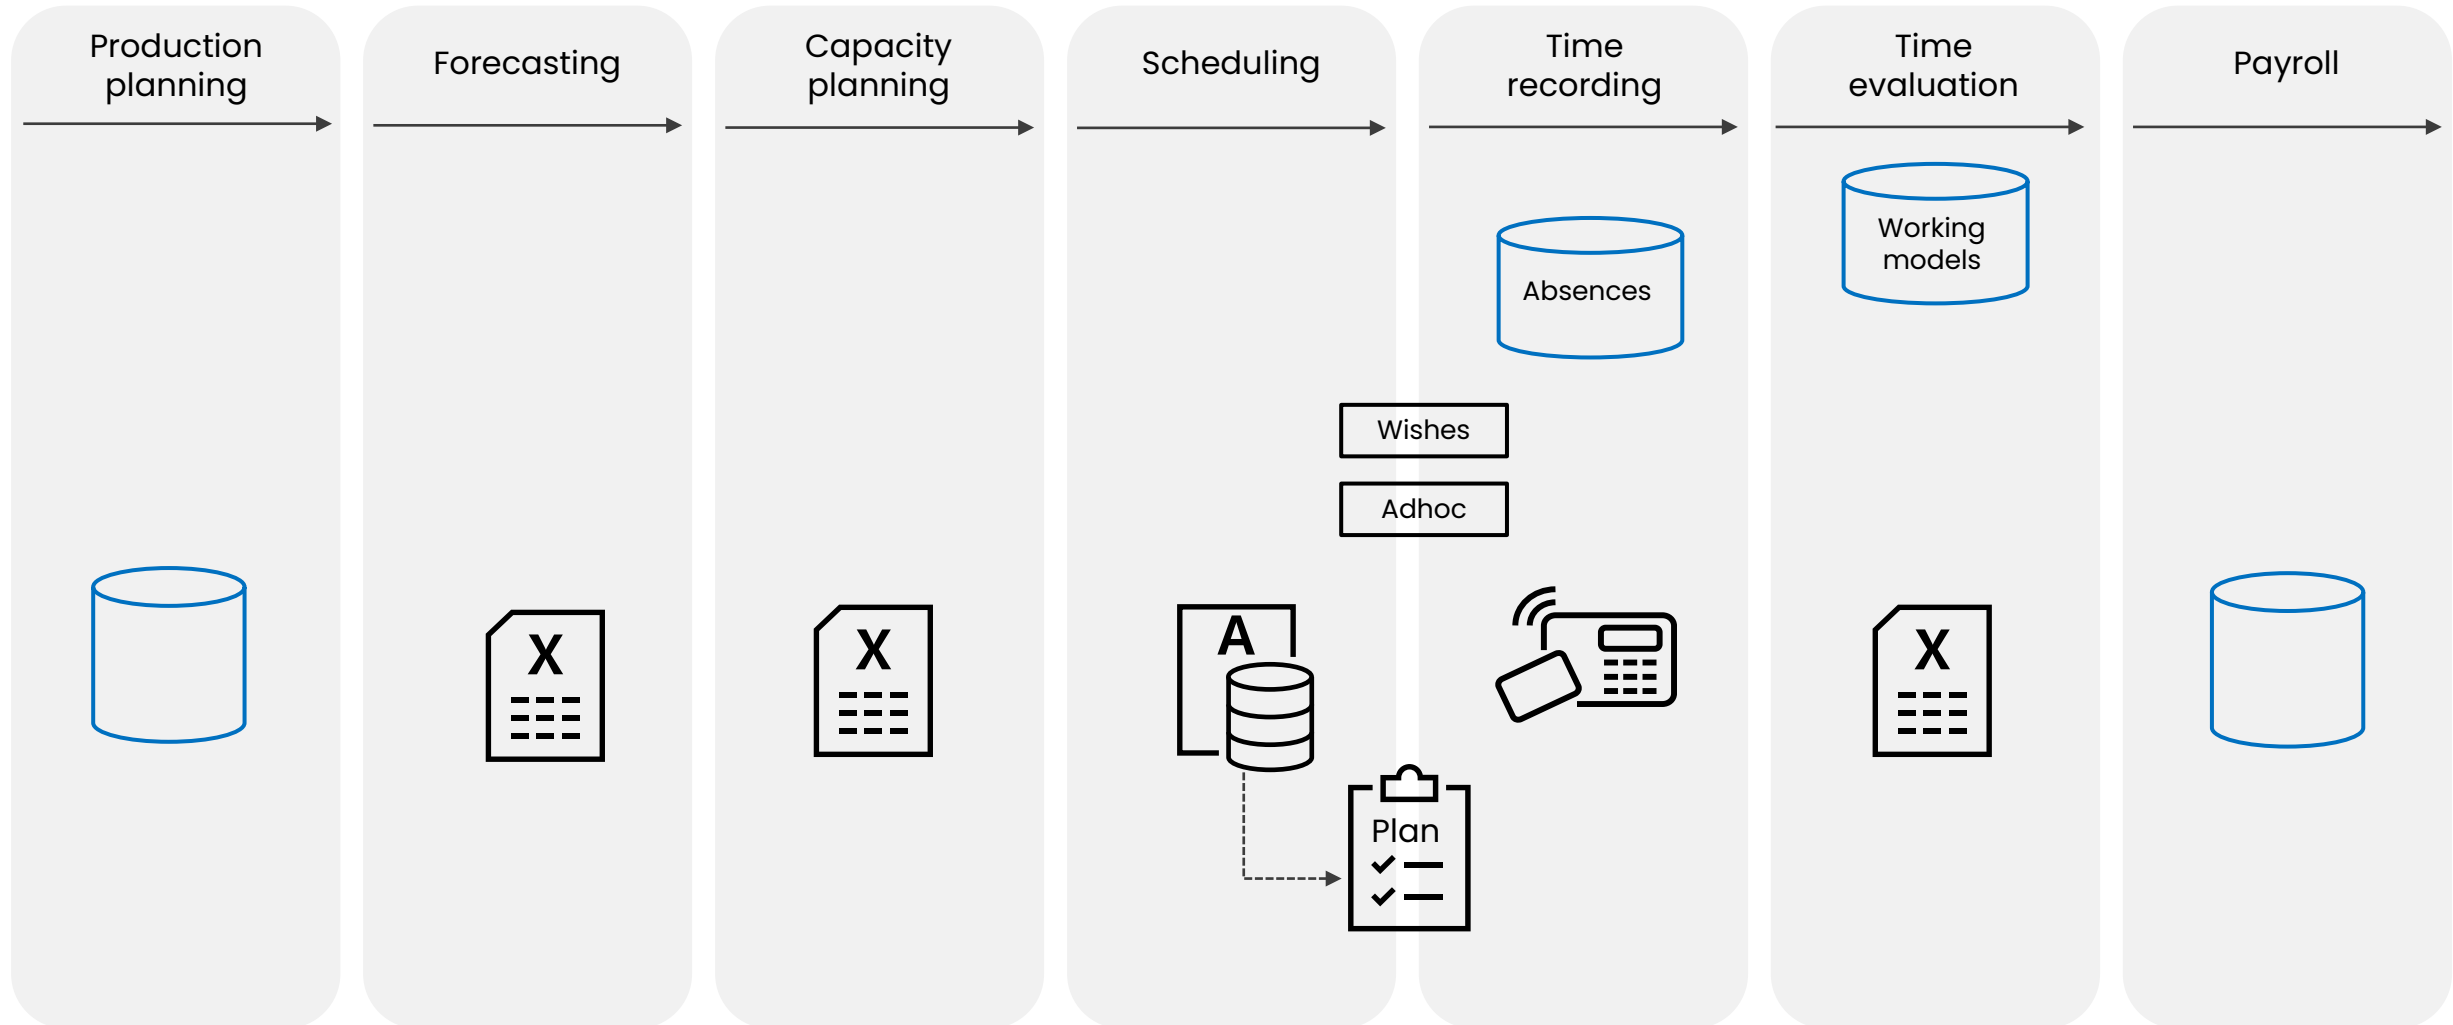 Production
planning
Forecasting
Capacity
planning
Scheduling
Time
recording
Time
evaluation
Payroll
Working
models
Absences
Wishes
Adhoc
X
X
A
X
Plan